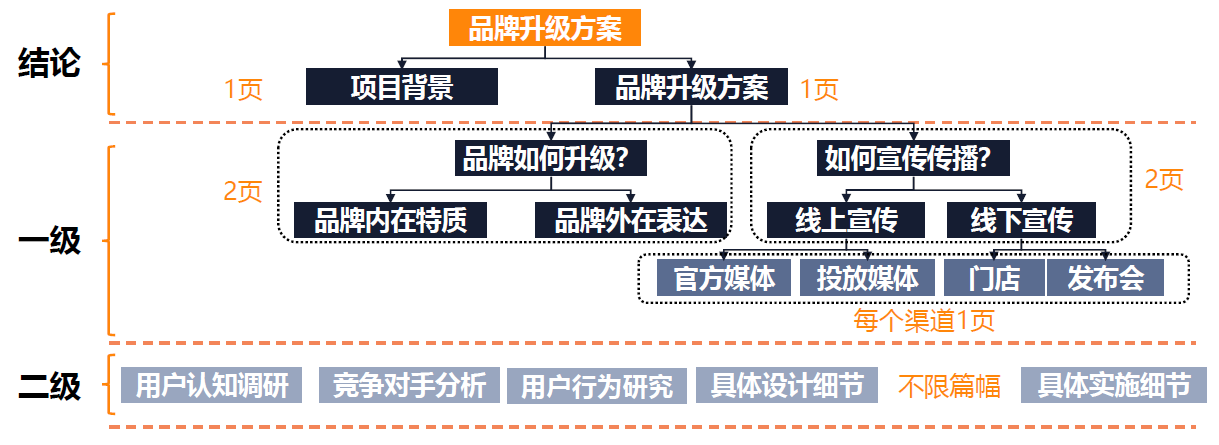 品牌升级方案
结论
1页
项目背景
品牌升级方案
1页
品牌如何升级？
如何宣传传播？
2页
2页
品牌内在特质
品牌外在表达
线上宣传
线下宣传
一级
官方媒体
投放媒体
门店
发布会
每个渠道1页
二级
用户认知调研
竞争对手分析
用户行为研究
具体设计细节
不限篇幅
具体实施细节